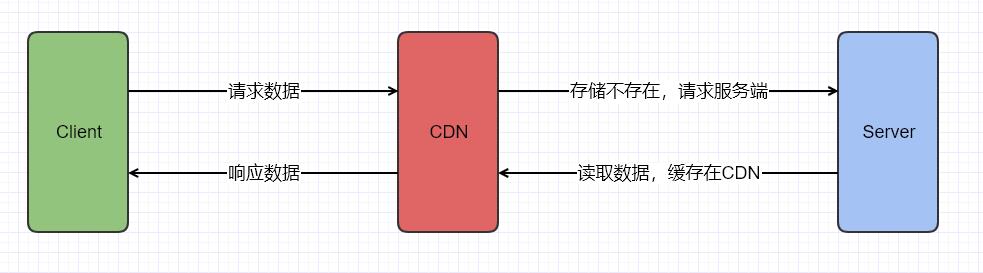 请求数据
存储不存在，请求服务端
Client
CDN
Server
响应数据
读取数据，缓存在CDN